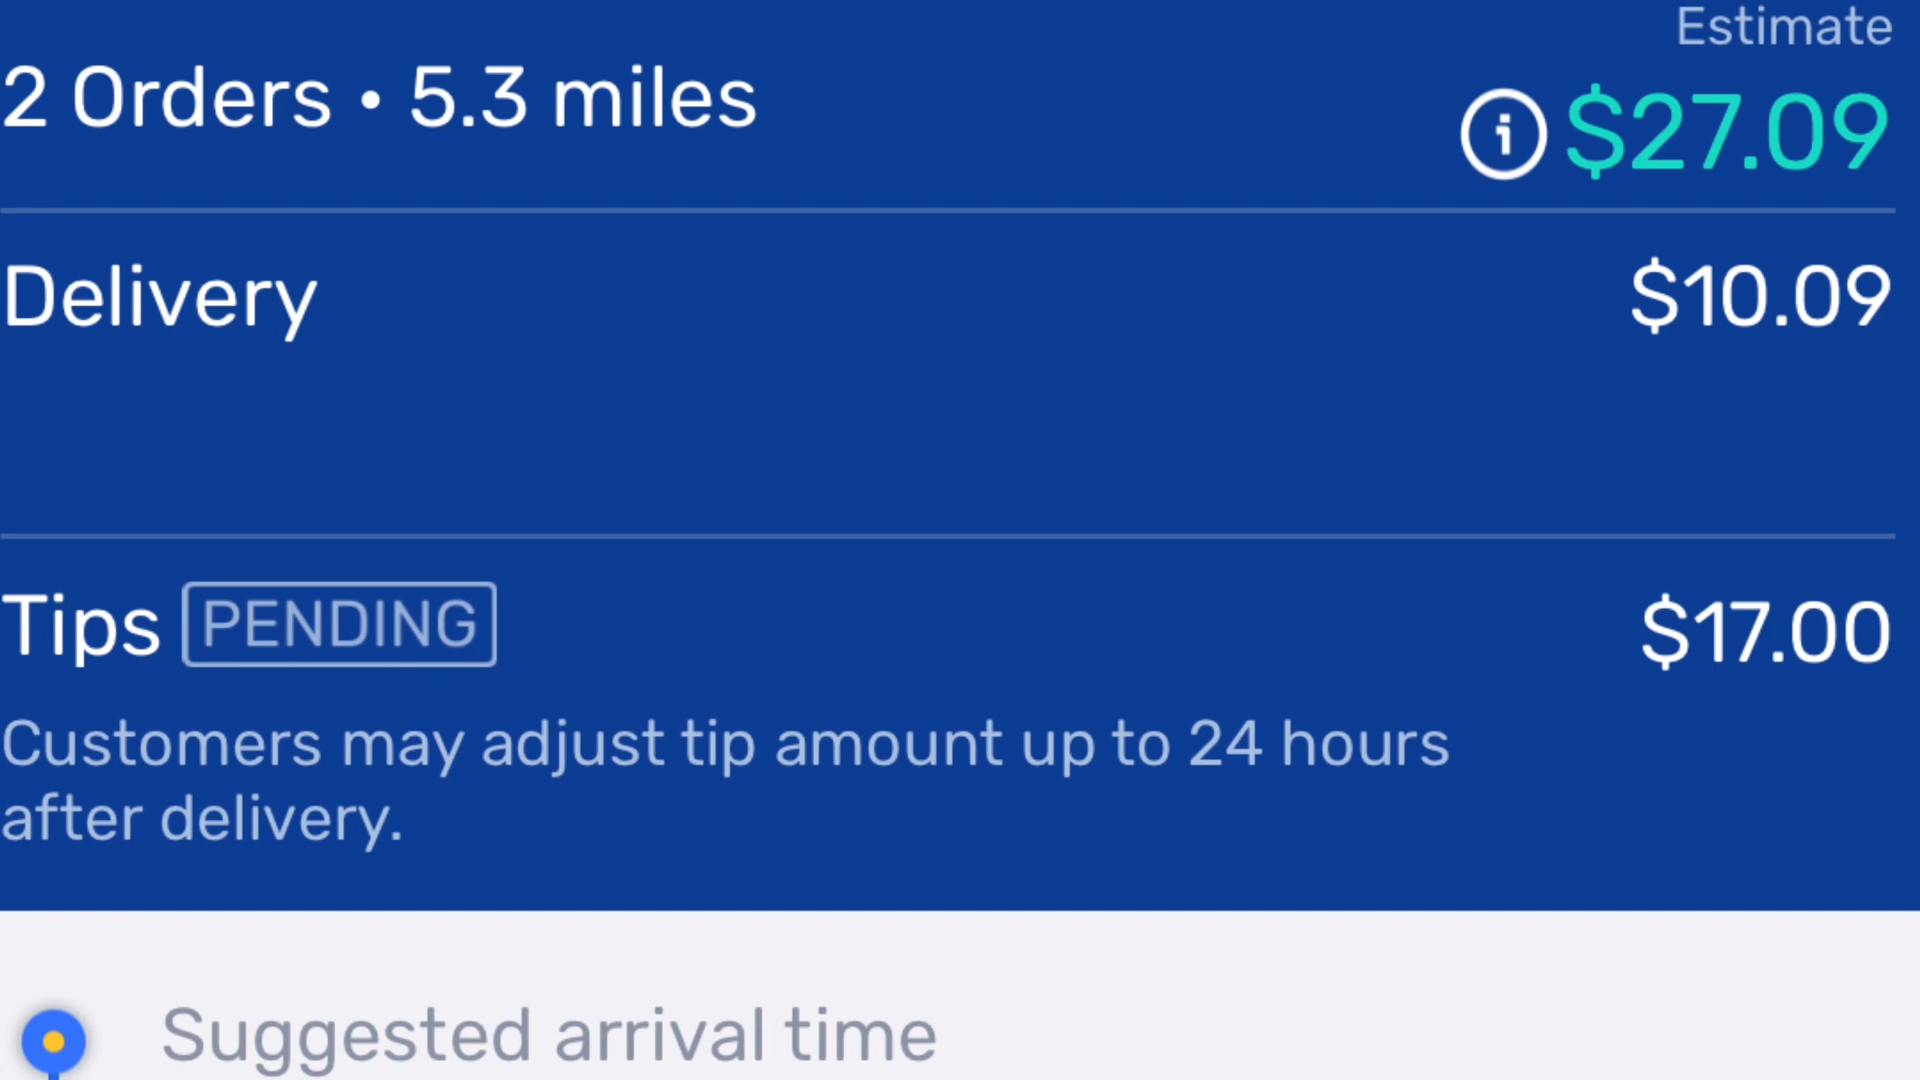 Estimate
2 Orders • 5.3 miles
$27.09
Delivery $10.09
Tips PENDING $17.00
Customers may adjust tip amount up to 24 hours
after delivery.
Suggested arrival time